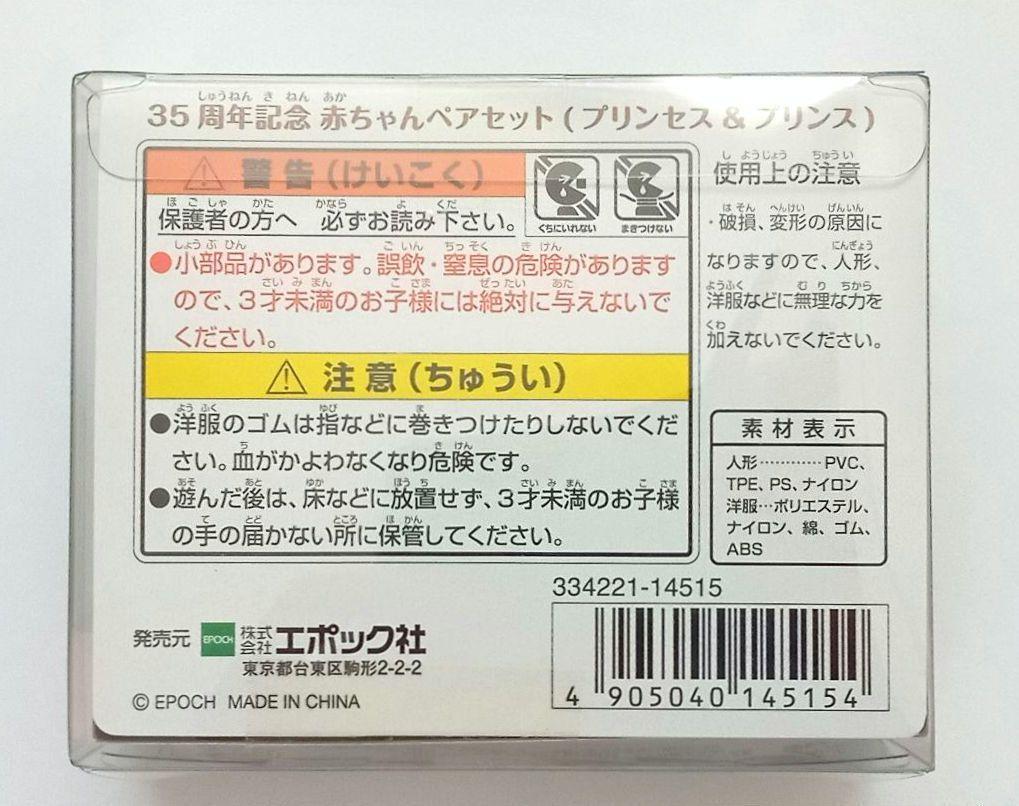 35周年記念 赤ちゃんペアセット(プリンセス&プリンス)
警告(けいこく)
保護者の方へ 必ずお読み下さい。
くちにいれない
まきつけない
●小部品があります。誤飲・窒息の危険があります
ので、3才未満のお子様には絶対に与えないで
ください。
注意(ちゅうい)
●洋服のゴムは指などに巻きつけたりしないでくだ
さい。血がかよわなくなり危険です。
●遊んだ後は、床などに放置せず、3才未満のお子様
の手の届かない所に保管してください。
使用上の注意
・破損、変形の原因に
なりますので、人形、
洋服などに無理な力を
加えないでください。
素材表示
人形…………PVC、
TPE、PS、ナイロン
洋服…ポリエステル、
ナイロン、綿、ゴム、
ABS
334221-14515
4 905040 145154
発売元 EPOCH 株式会社エポック社
東京都台東区駒形2-2-2
© EPOCH MADE IN CHINA